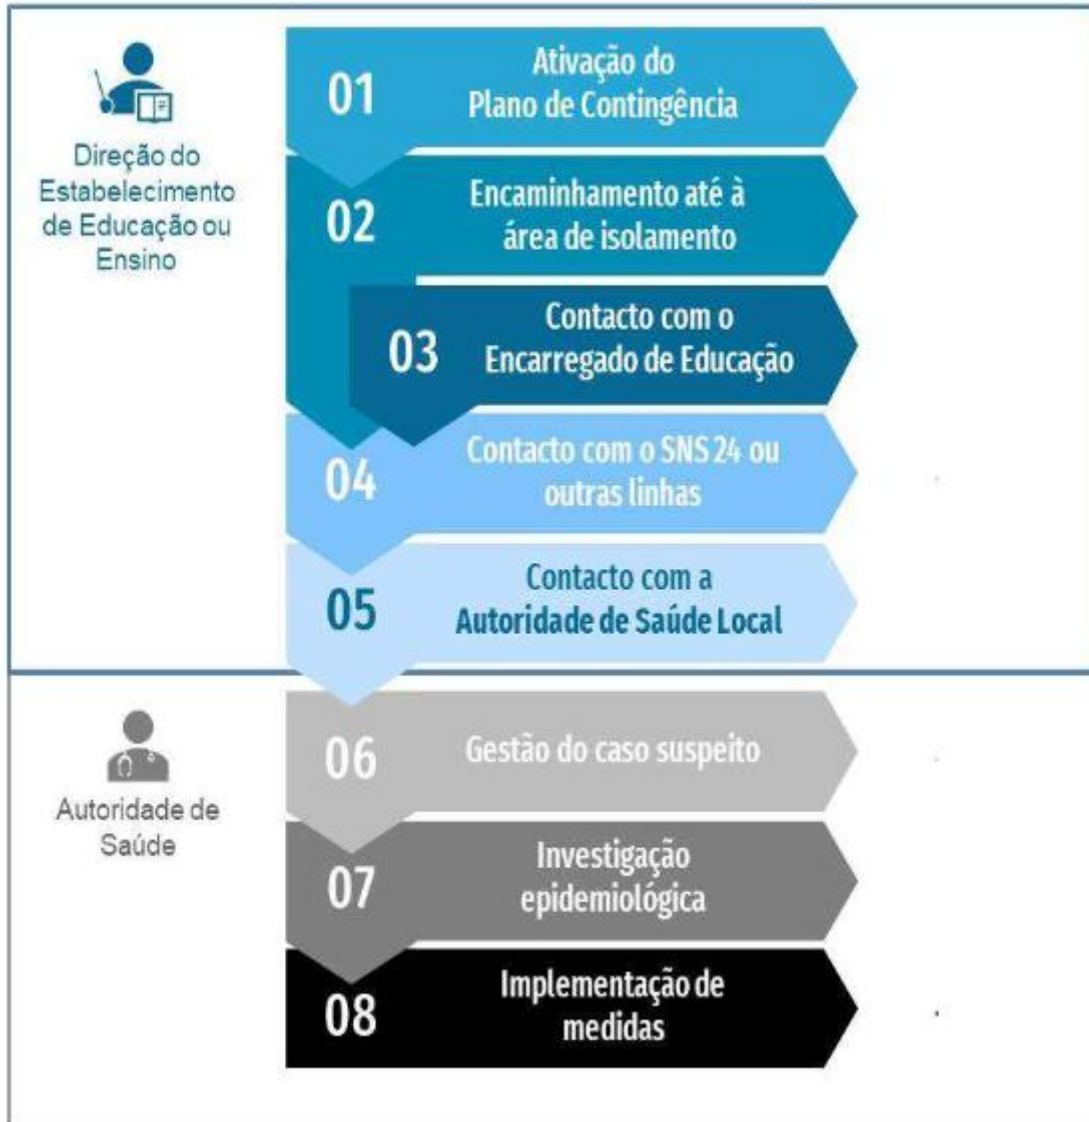 Direção do
Estabelecimento
de Educação ou
Ensino
01
Ativação do
Plano de Contingência
02
Encaminhamento até à
área de isolamento
03
Contacto com o
Encarregado de Educação
04
Contacto com o SNS 24 ou
outras linhas
05
Contacto com a
Autoridade de Saúde Local
Autoridade de
Saúde
06
Gestão do caso suspeito
07
Investigação
epidemiológica
08
Implementação de
medidas